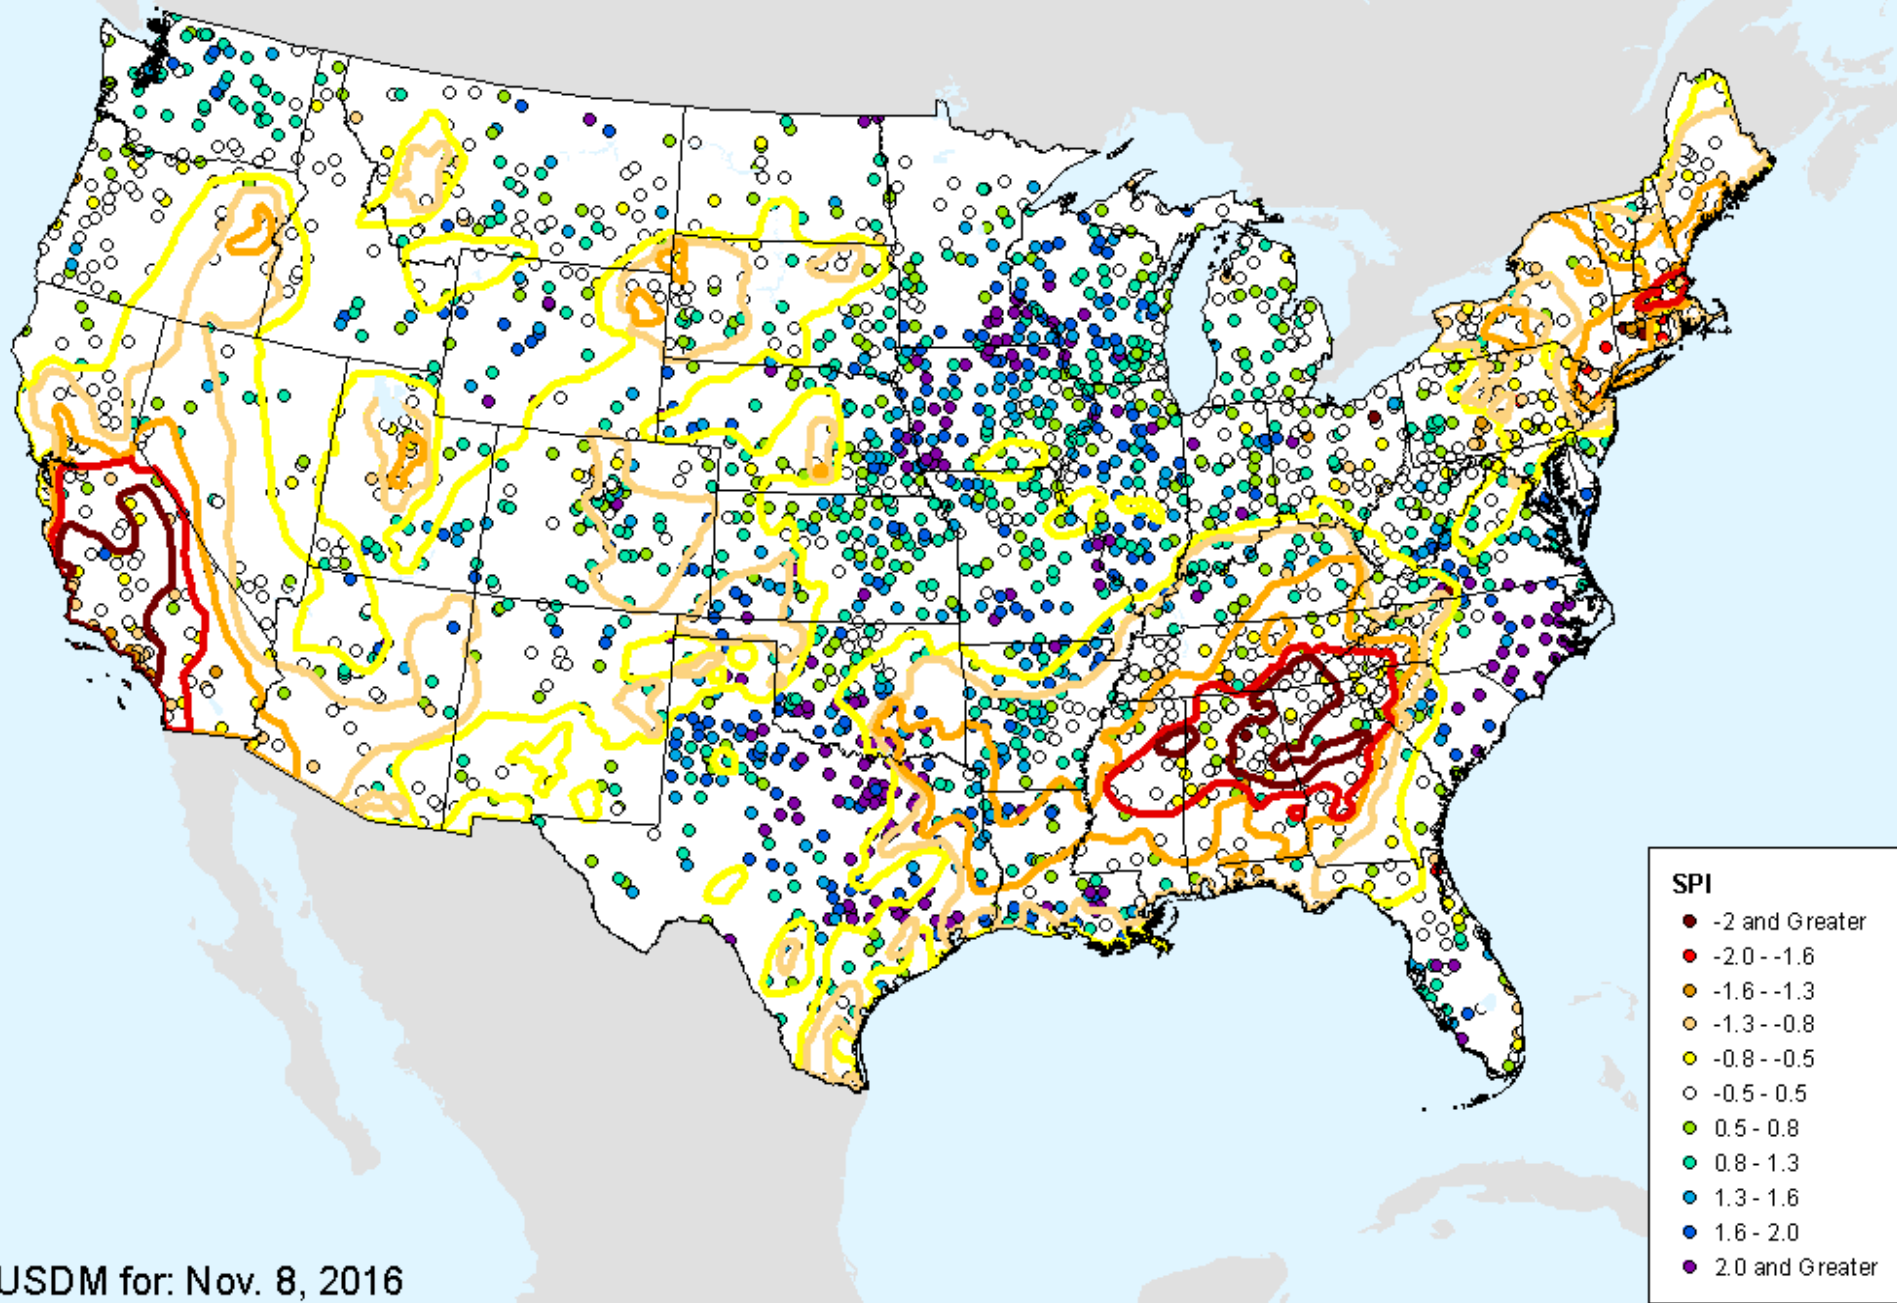 SPI
-2 and Greater
-2.0 - -1.6
-1.6 - -1.3
-1.3 - -0.8
-0.8 - -0.5
-0.5 - 0.5
0.5 - 0.8
0.8 - 1.3
1.3 - 1.6
1.6 - 2.0
2.0 and Greater
USDM for: Nov. 8, 2016